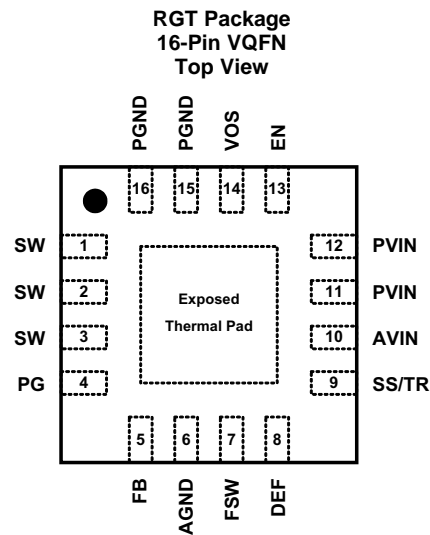 RGT Package
16-Pin VQFN
Top View
PGND
PGND
VOS
EN
16
15
14
13
SW
1
12
PVIN
SW
2
11
PVIN
Exposed
Thermal Pad
SW
3
10
AVIN
PG
4
9
SS/TR
5
6
7
8
FB
AGND
FSW
DEF